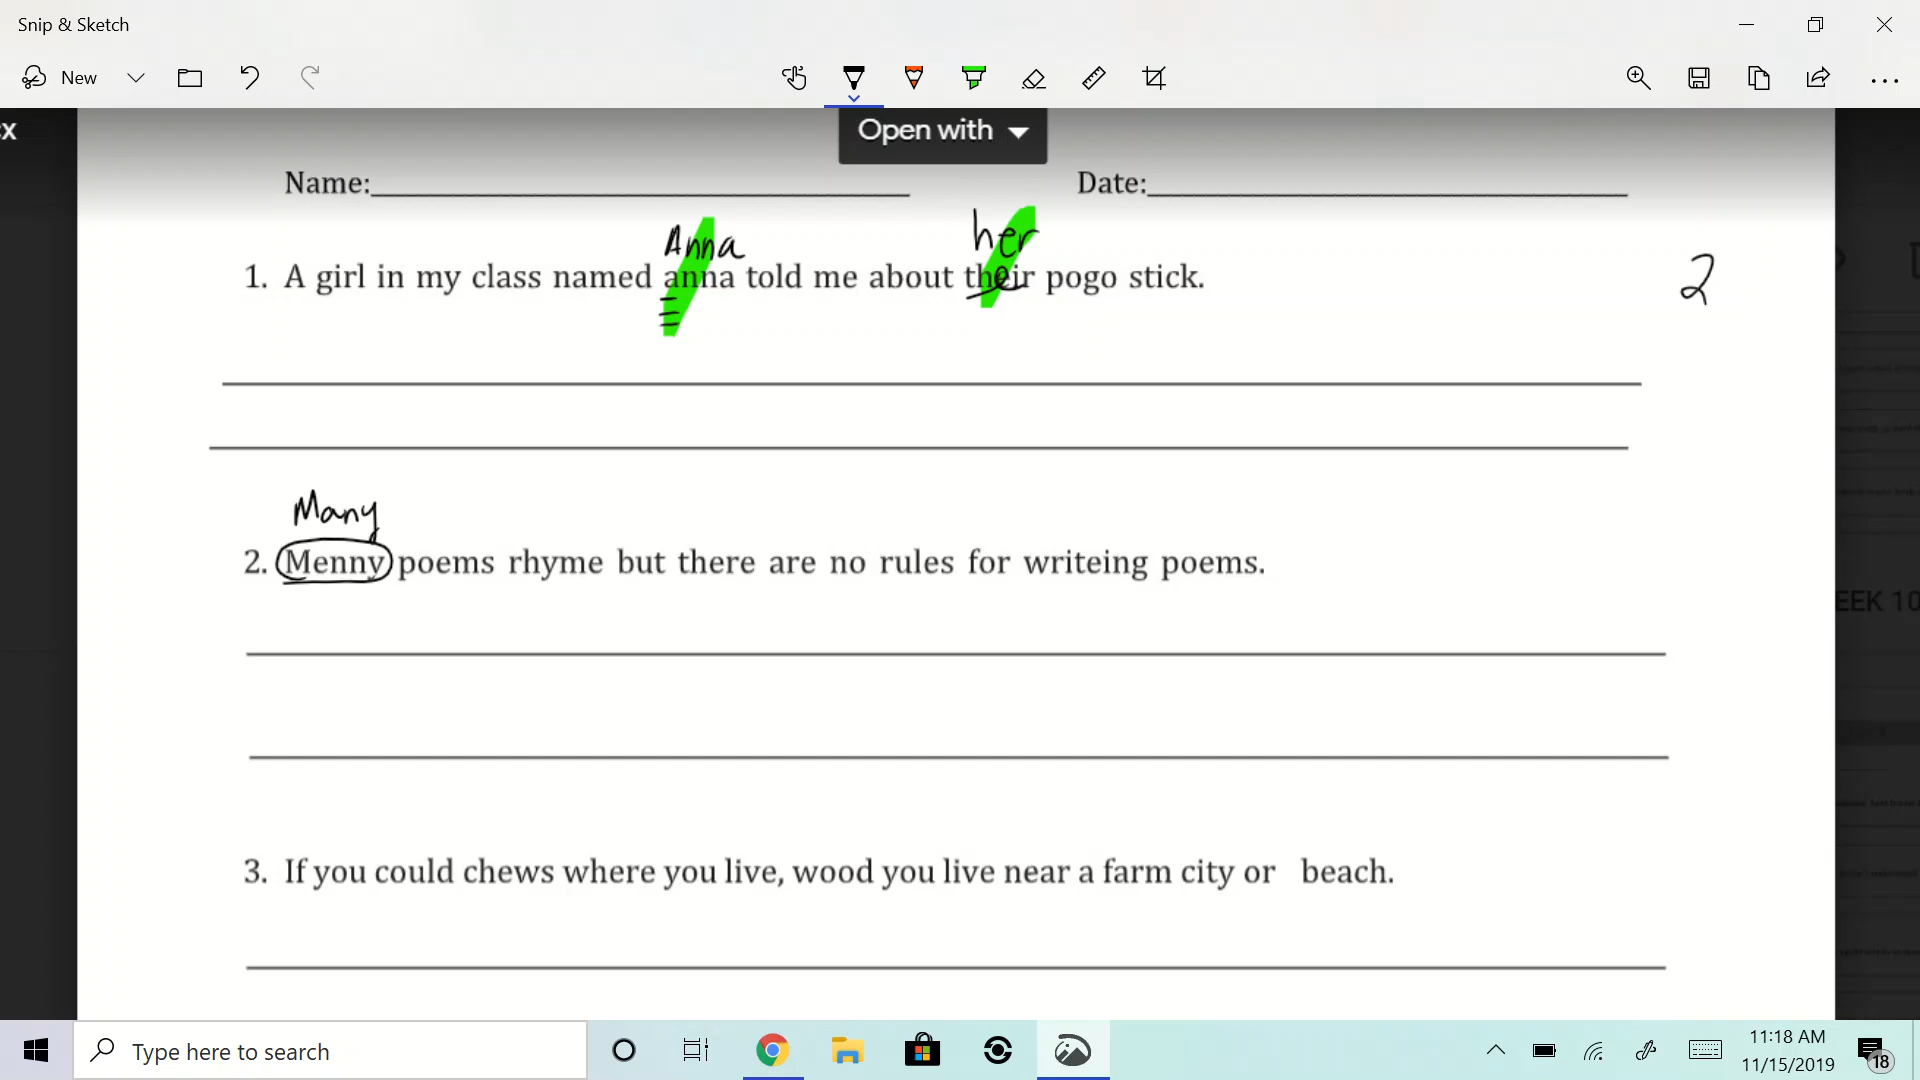 Snip & Sketch
New
x
Open with
Name: Date:
Anna her
1. A girl in my class named anna told me about their pogo stick.
2
Many
2. Menny poems rhyme but there are no rules for writeing poems.
EEK 10
3. If you could chews where you live, wood you live near a farm city or beach.
Type here to search
11:18 AM
11/15/2019
18